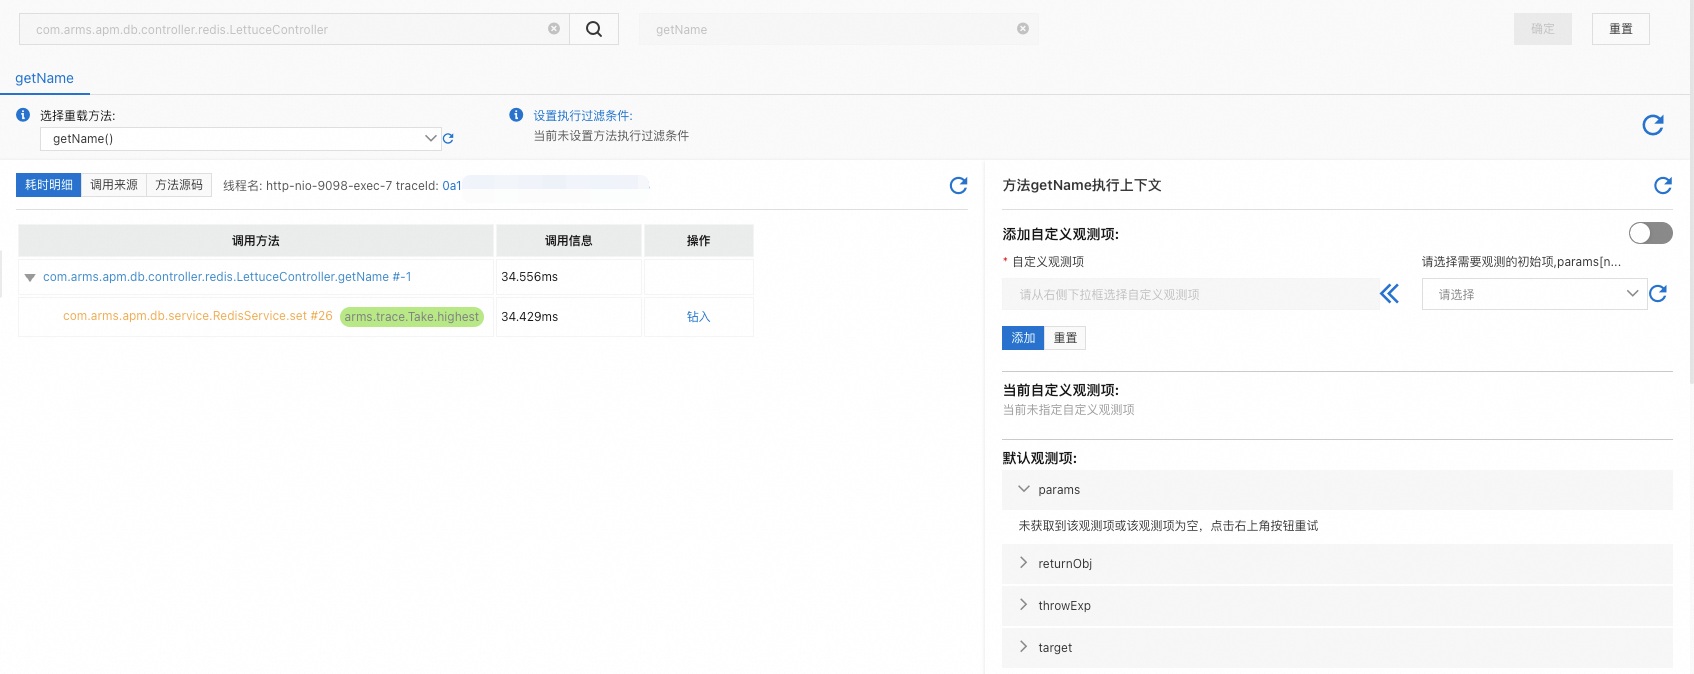 com.arms.apm.db.controller.redis.LettuceController
getName
确定
重置
getName
选择重载方法:
getName()
设置执行过滤条件:
当前未设置方法执行过滤条件
耗时明细 调用来源 方法源码 线程名: http-nio-9098-exec-7 traceId: 0a1
调用方法 调用信息 操作
com.arms.apm.db.controller.redis.LettuceController.getName #-1 34.556ms
com.arms.apm.db.service.RedisService.set #26 arms.trace.Take.highest 34.429ms 钻入
方法getName执行上下文
添加自定义观测项:
* 自定义观测项
请选择需要观测的初始项,params[n...
请从右侧下拉框选择自定义观测项
请选择
添加 重置
当前自定义观测项:
当前未指定自定义观测项
默认观测项:
params
未获取到该观测项或该观测项为空，点击右上角按钮重试
returnObj
throwExp
target